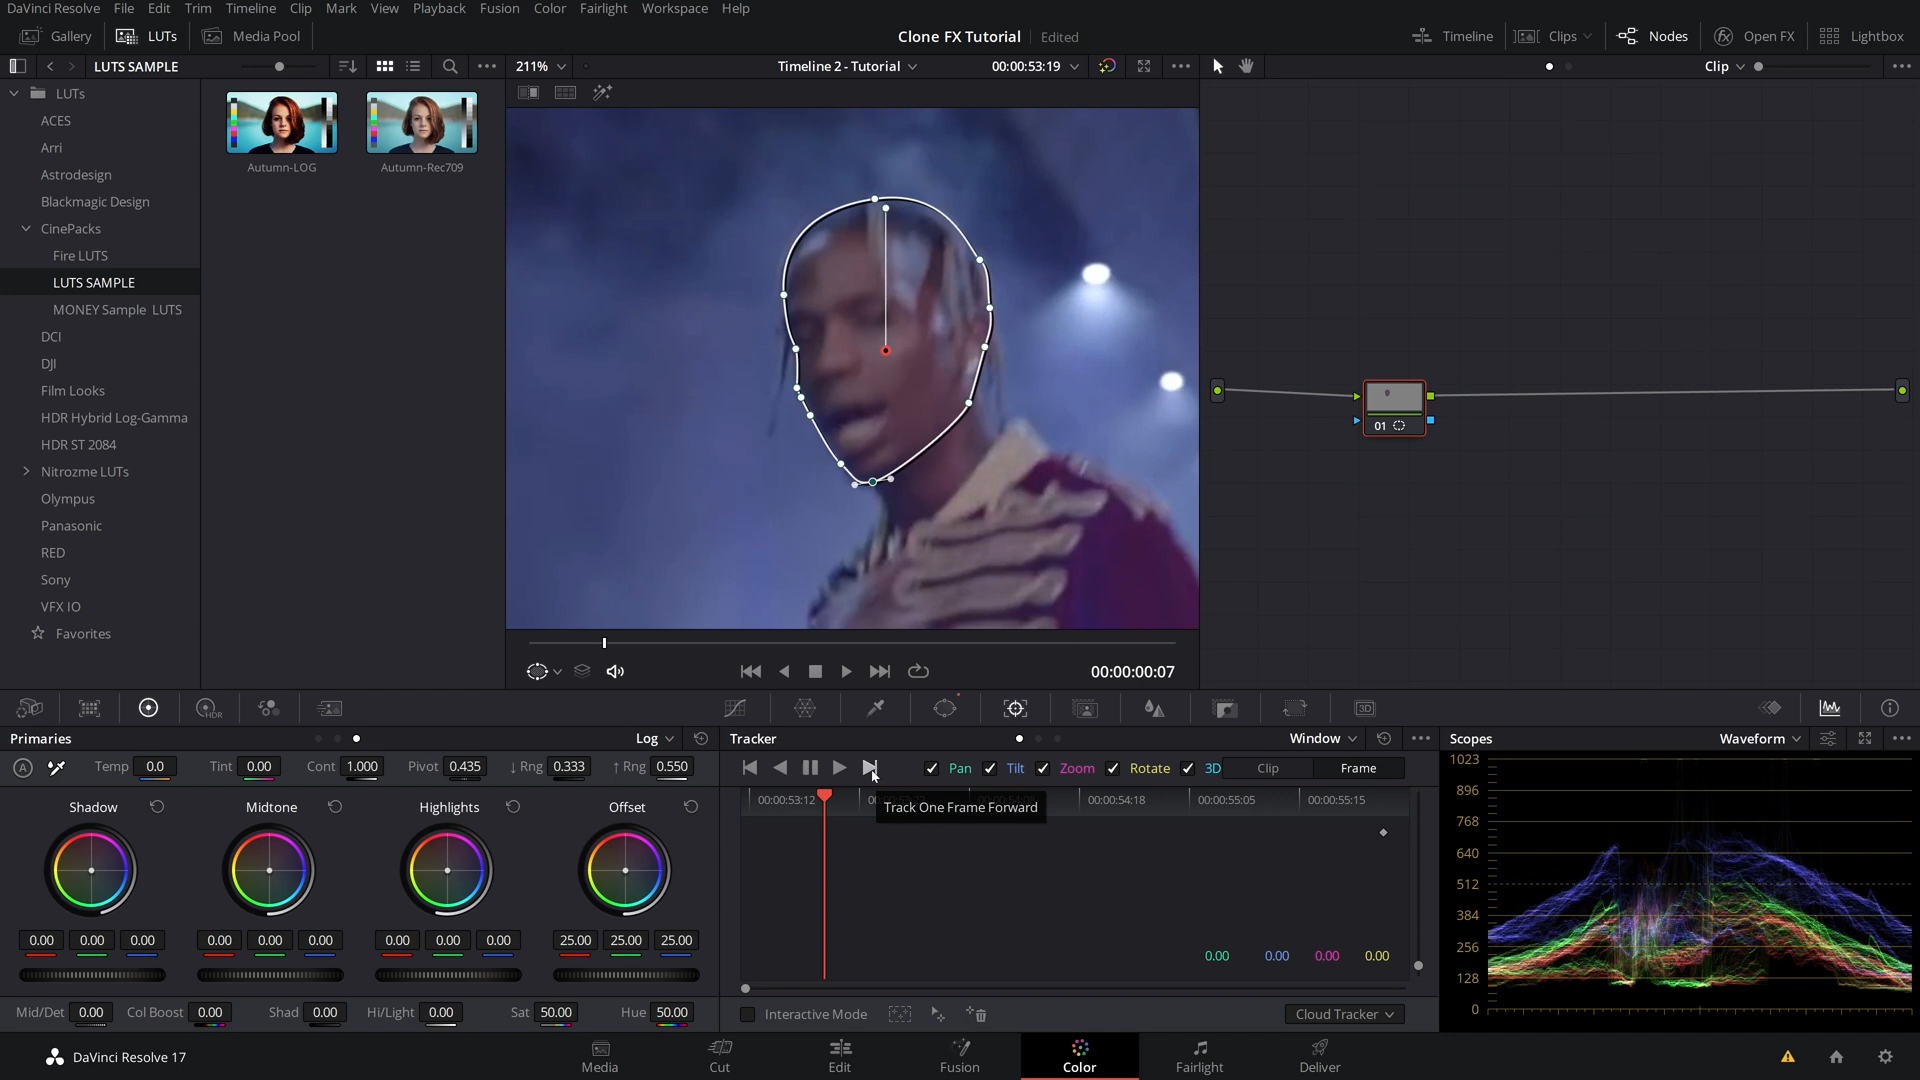 DaVinci Resolve File Edit Trim Timeline Clip Mark View Playback Fusion Color Fairlight Workspace Help
Gallery LUTs Media Pool Clone FX Tutorial Edited Timeline Clips Nodes Open FX Lightbox
LUTS SAMPLE 211% Timeline 2 - Tutorial 00:00:53:19 Clip
LUTs
ACES
Arri
Astrodesign
Blackmagic Design
CinePacks
Fire LUTS
LUTS SAMPLE
MONEY Sample LUTS
DCI
DJI
Film Looks
HDR Hybrid Log-Gamma
HDR ST 2084
Nitrozme LUTs
Olympus
Panasonic
RED
Sony
VFX IO
Favorites
Autumn-LOG Autumn-Rec709
01
00:00:00:07
HDR 3D
Primaries Log
A Temp 0.0 Tint 0.00 Cont 1.000 Pivot 0.435 ↓ Rng 0.333 ↑ Rng 0.550
Shadow Midtone Highlights Offset
0.00 0.00 0.00 0.00 0.00 0.00 0.00 0.00 0.00 25.00 25.00 25.00
Mid/Det 0.00 Col Boost 0.00 Shad 0.00 Hi/Light 0.00 Sat 50.00 Hue 50.00
Tracker Window
Pan Tilt Zoom Rotate 3D Clip Frame
00:00:53:12 00:00:54:18 00:00:55:05 00:00:55:15
Track One Frame Forward
0.00 0.00 0.00 0.00
Interactive Mode Cloud Tracker
Scopes Waveform
1023
896
768
640
512
384
256
128
0
DaVinci Resolve 17 Media Cut Edit Fusion Color Fairlight Deliver